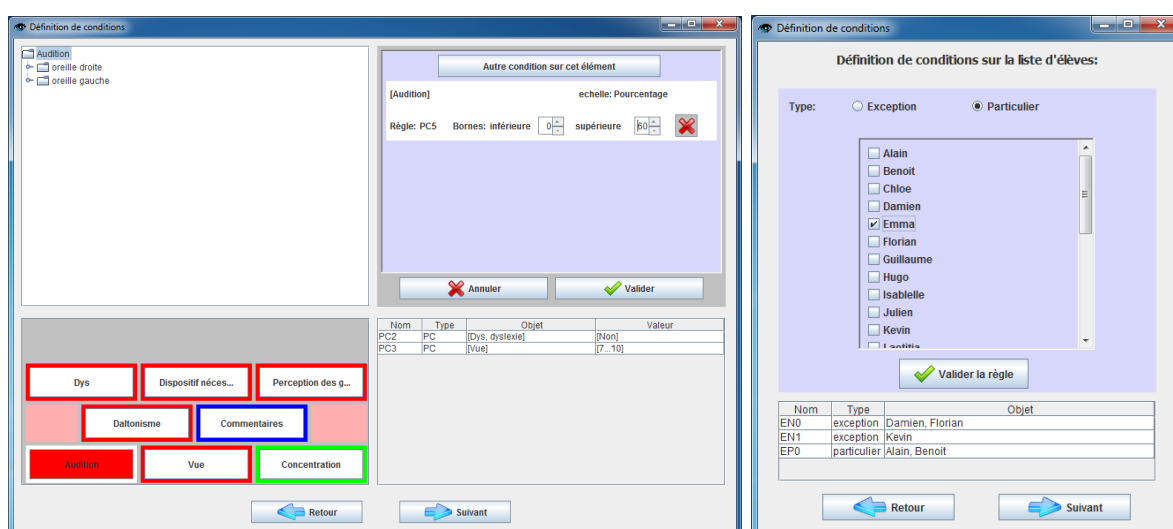 Définition de conditions
Audition
oreille droite
oreille gauche
Autre condition sur cet élément
[Audition] echelle: Pourcentage
Règle: PC5 Bornes: inférieure 0 supérieure 60
Annuler Valider
Dys Dispositif néces... Perception des g...
Daltonisme Commentaires
Audition Vue Concentration
Nom Type Objet Valeur
PC2 PC [Dys, dyslexie] [Non]
PC3 PC [Vue] [7...10]
Retour Suivant
Définition de conditions
Définition de conditions sur la liste d'élèves:
Type: Exception Particulier
Alain
Benoit
Chloe
Damien
Emma
Florian
Guillaume
Hugo
Isablelle
Julien
Kevin
Laetitia
Valider la règle
Nom Type Objet
EN0 exception Damien, Florian
EN1 exception Kevin
EP0 particulier Alain, Benoit
Retour Suivant